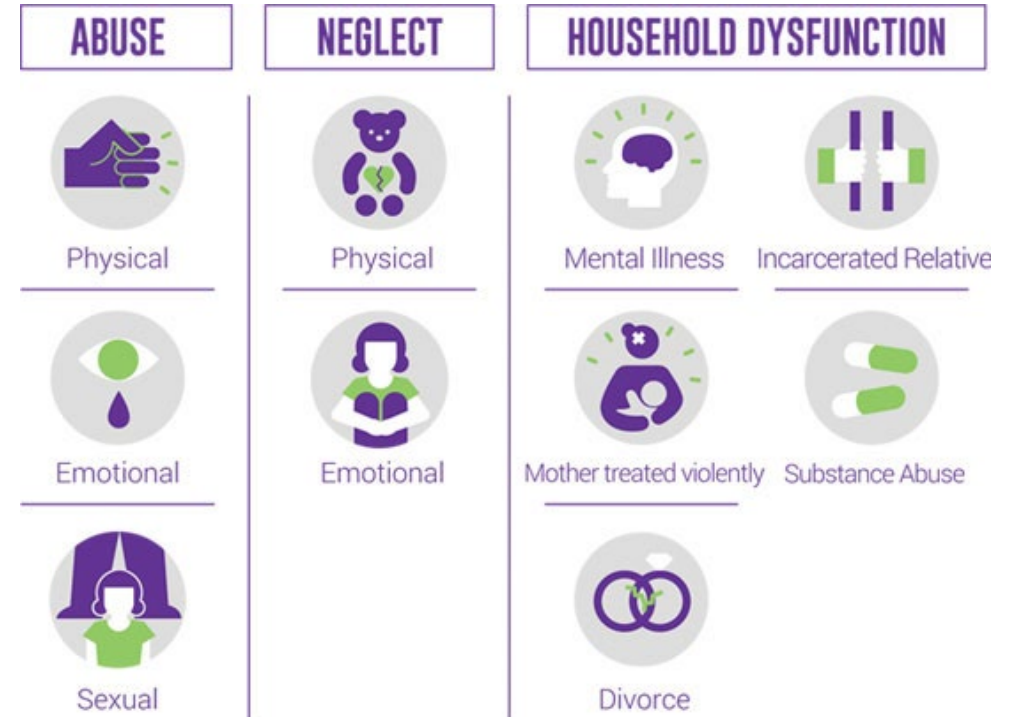 ABUSE
NEGLECT
HOUSEHOLD DYSFUNCTION
Physical
Physical
Mental Illness
Incarcerated Relative
Emotional
Emotional
Mother treated violently
Substance Abuse
Sexual
Divorce